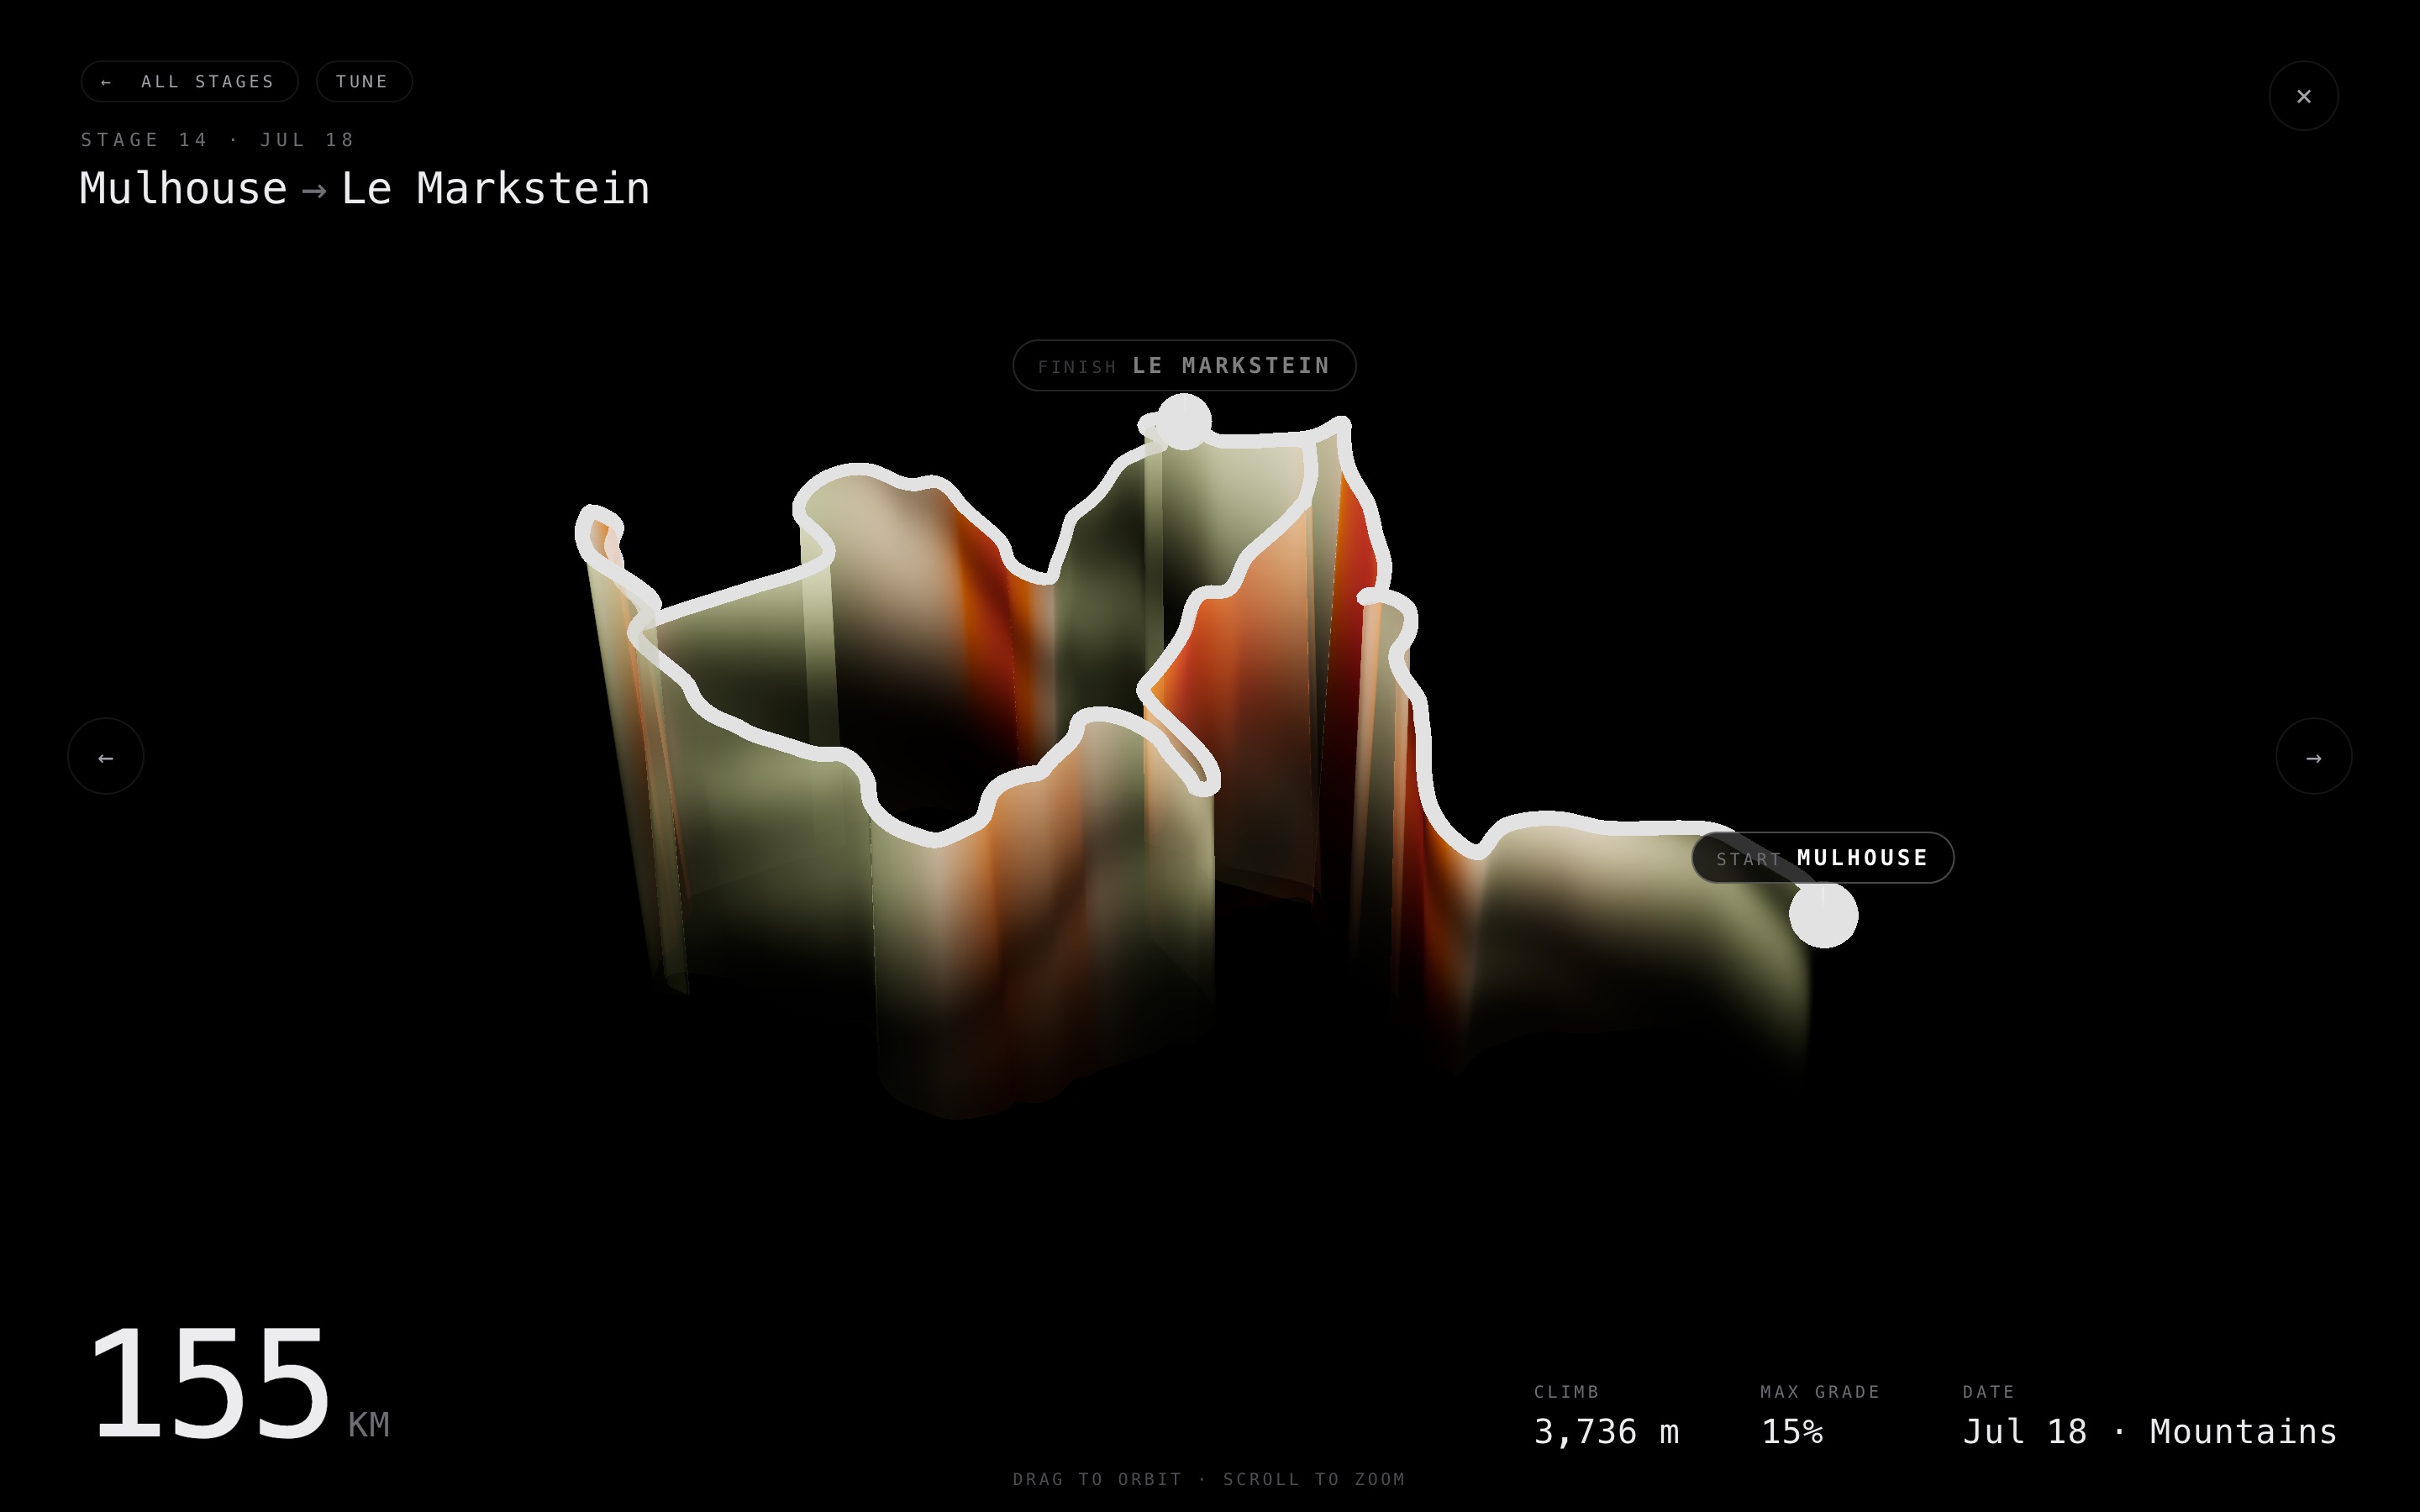 ← ALL STAGES TUNE
×
STAGE 14 · JUL 18
Mulhouse → Le Markstein
FINISH LE MARKSTEIN
← →
START MULHOUSE
155 KM
CLIMB MAX GRADE DATE
3,736 m 15% Jul 18 · Mountains
DRAG TO ORBIT · SCROLL TO ZOOM